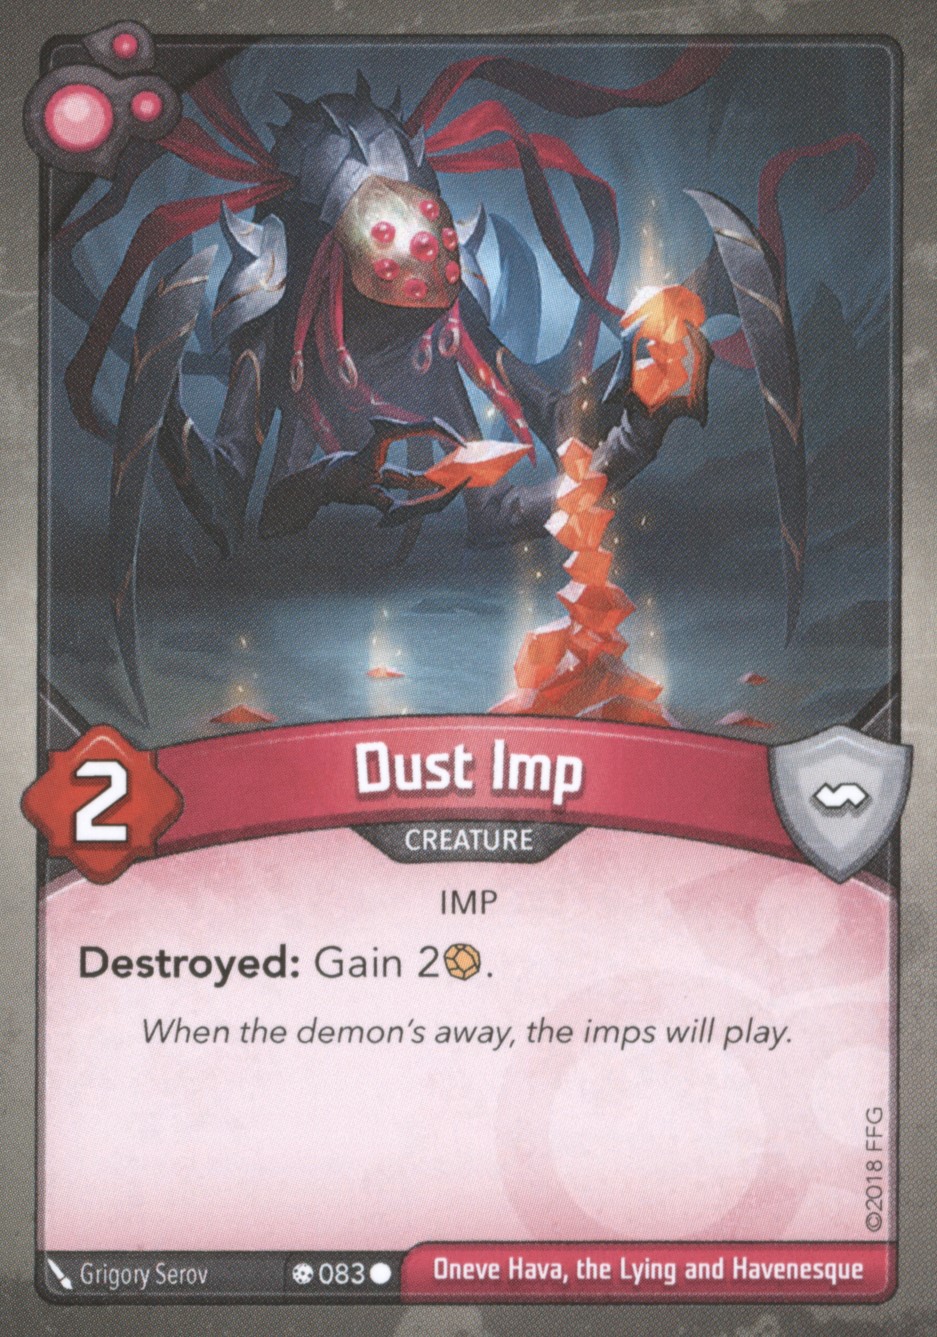 2
Dust Imp
~
CREATURE
IMP
Destroyed: Gain 2.
When the demon's away, the imps will play.
©2018 FFG
Grigory Serov
083
Oneve Hava, the Lying and Havenesque